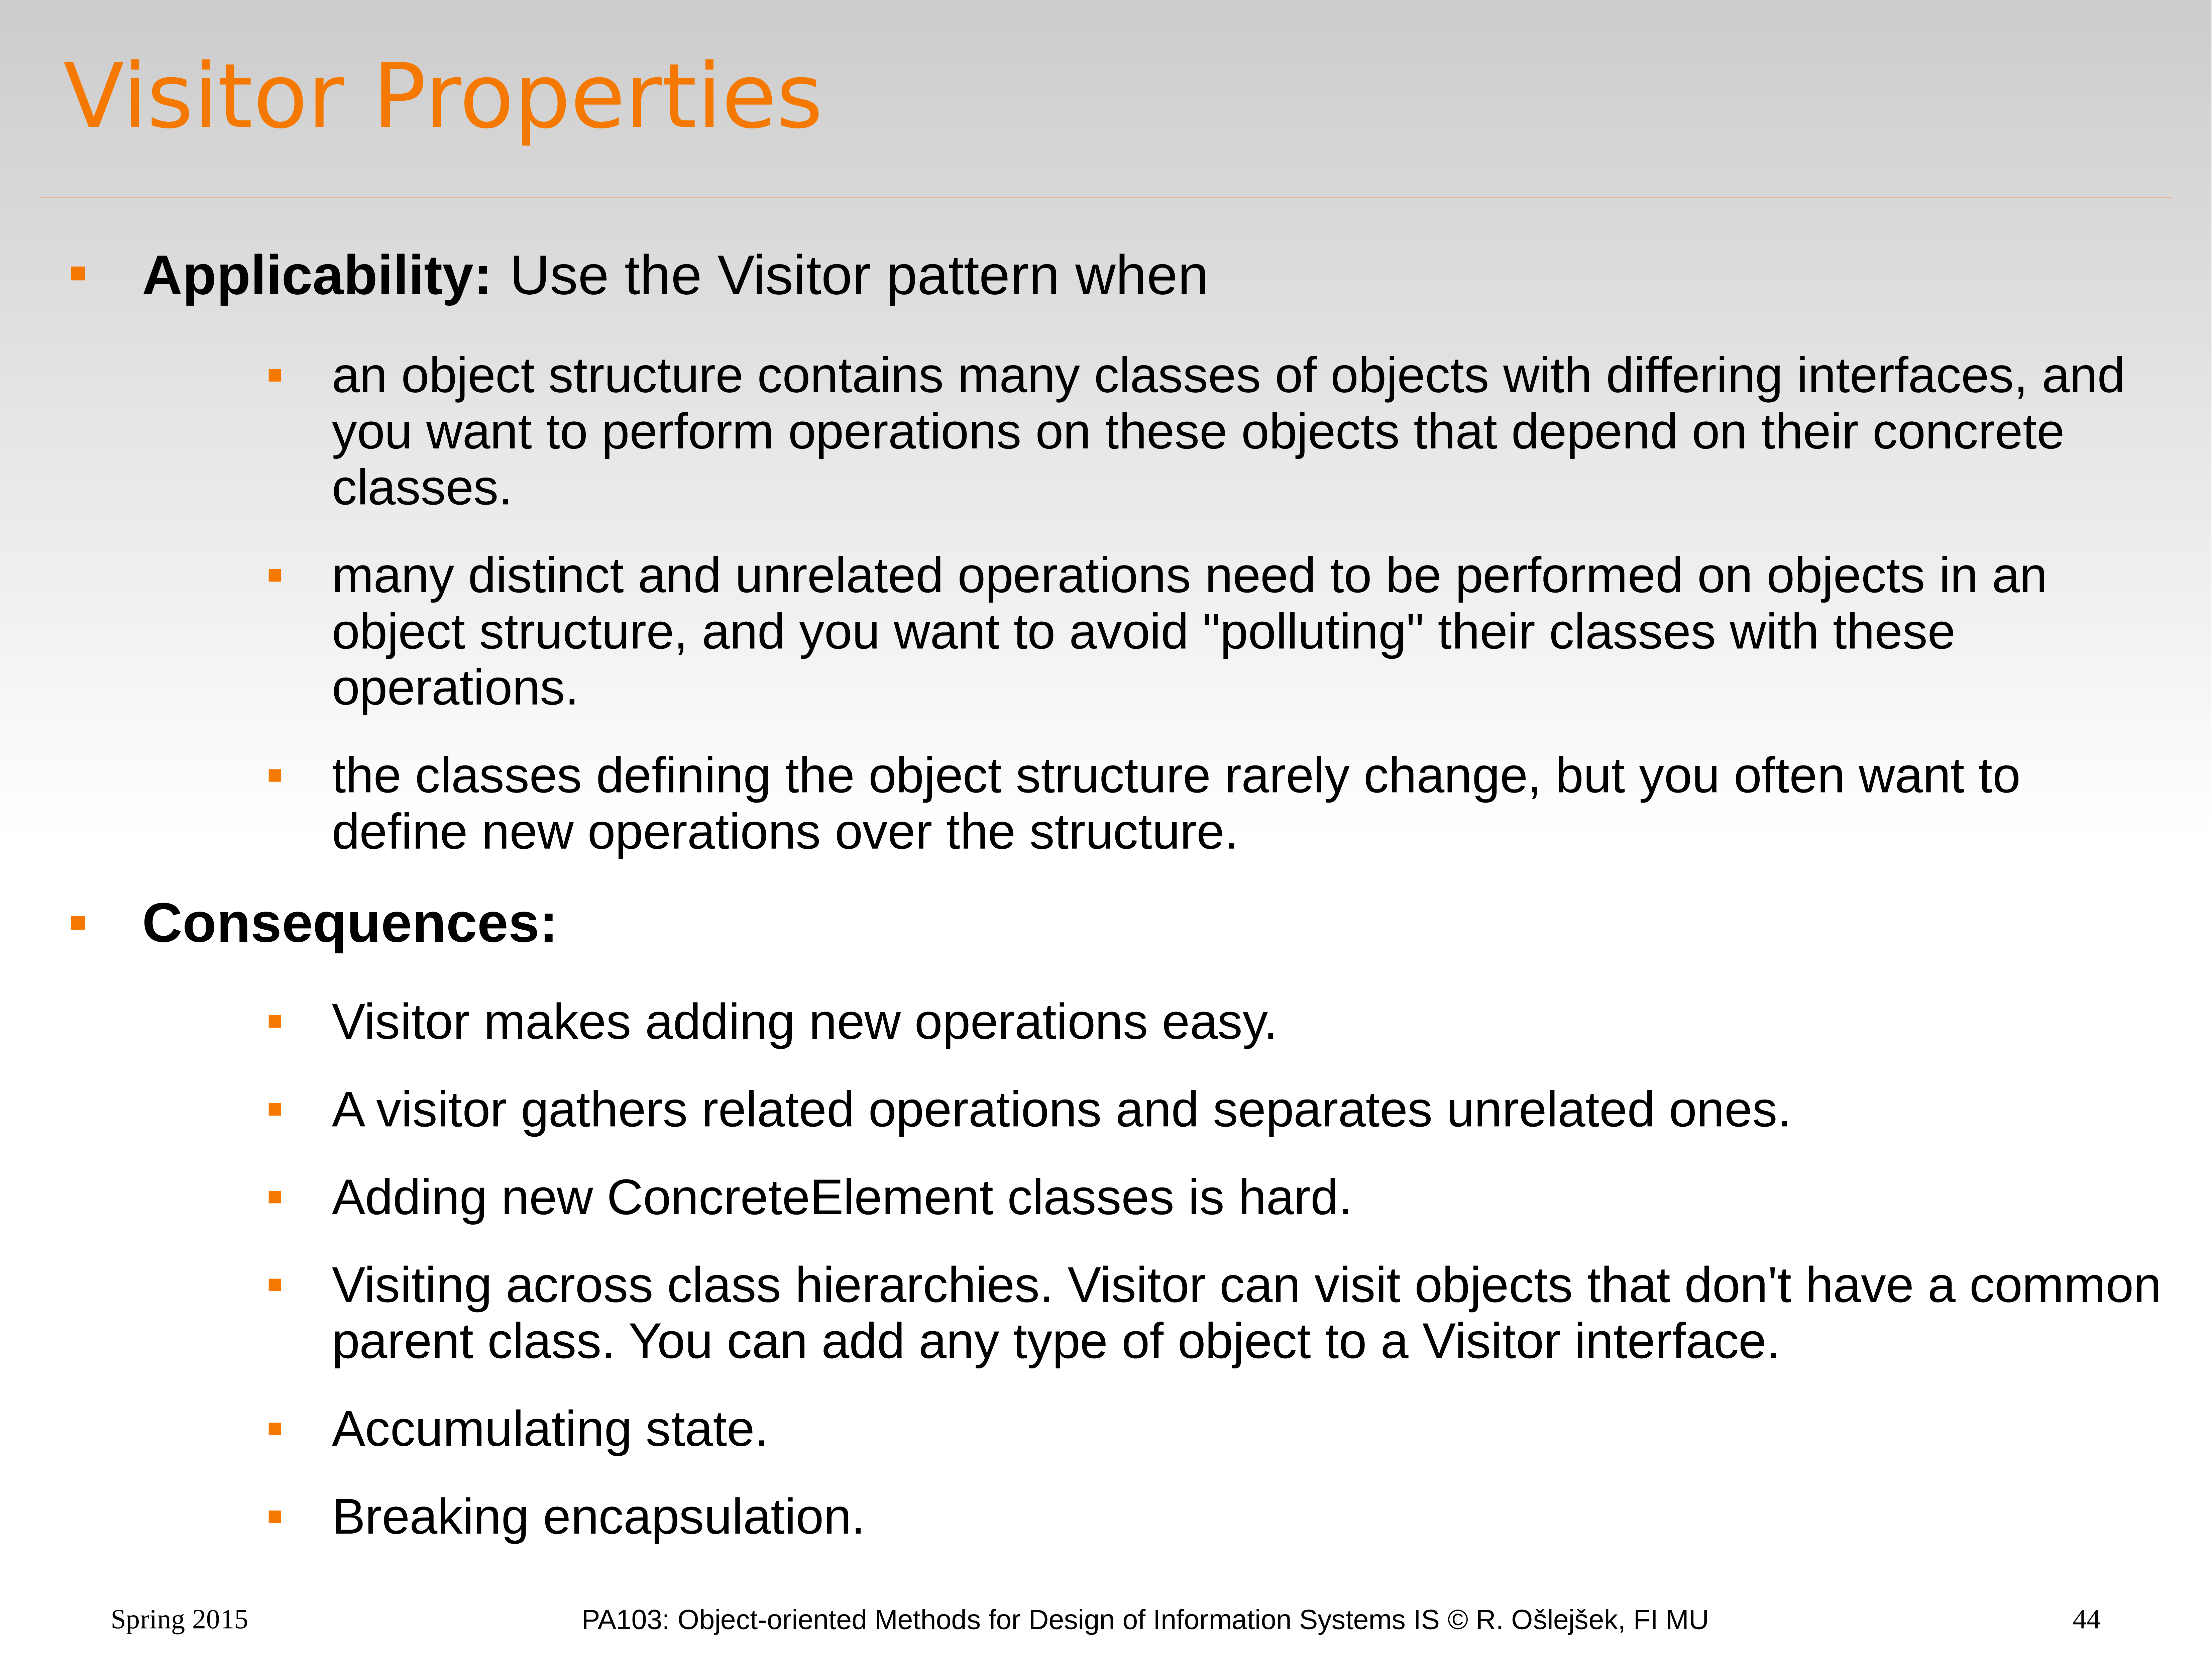 Visitor Properties
Applicability: Use the Visitor pattern when
an object structure contains many classes of objects with differing interfaces, and
you want to perform operations on these objects that depend on their concrete
classes.
many distinct and unrelated operations need to be performed on objects in an
object structure, and you want to avoid "polluting" their classes with these
operations.
the classes defining the object structure rarely change, but you often want to
define new operations over the structure.
Consequences:
Visitor makes adding new operations easy.
A visitor gathers related operations and separates unrelated ones.
Adding new ConcreteElement classes is hard.
Visiting across class hierarchies. Visitor can visit objects that don't have a common
parent class. You can add any type of object to a Visitor interface.
Accumulating state.
Breaking encapsulation.
Spring 2015 PA103: Object-oriented Methods for Design of Information Systems IS © R. Ošlejšek, FI MU 44